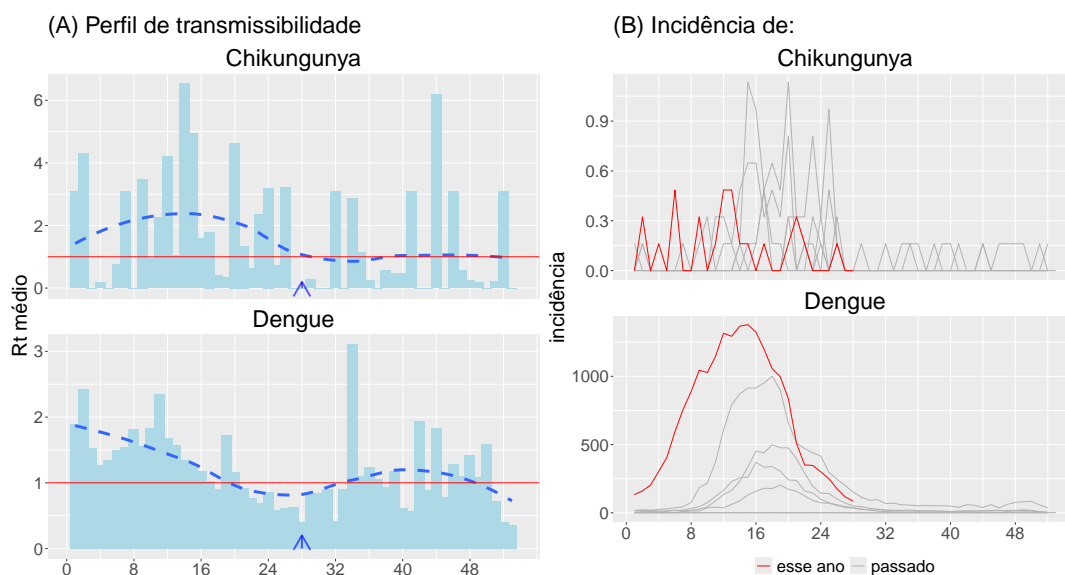 (A) Perfil de transmissibilidade
Chikungunya
6
4
2
0
Dengue
3
2
1
0
Rt médio
0 8 16 24 32 40 48
(B) Incidência de:
Chikungunya
0.9
0.6
0.3
0.0
Dengue
1000
500
0
incidência
0 8 16 24 32 40 48
esse ano passado